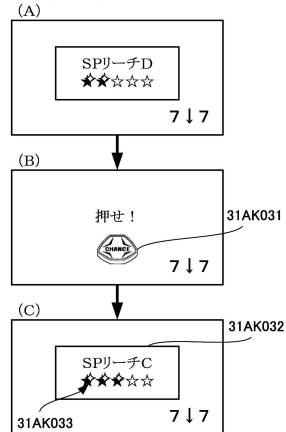 (A)
SPリーチD
★★☆☆☆
7↓7
(B)
押せ！
31AK031
CHANCE
7↓7
(C)
31AK032
SPリーチC
★★★☆☆
31AK033
7↓7